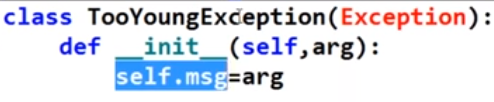 class TooYoungException(Exception):
    def __init__(self,arg):
        self.msg=arg